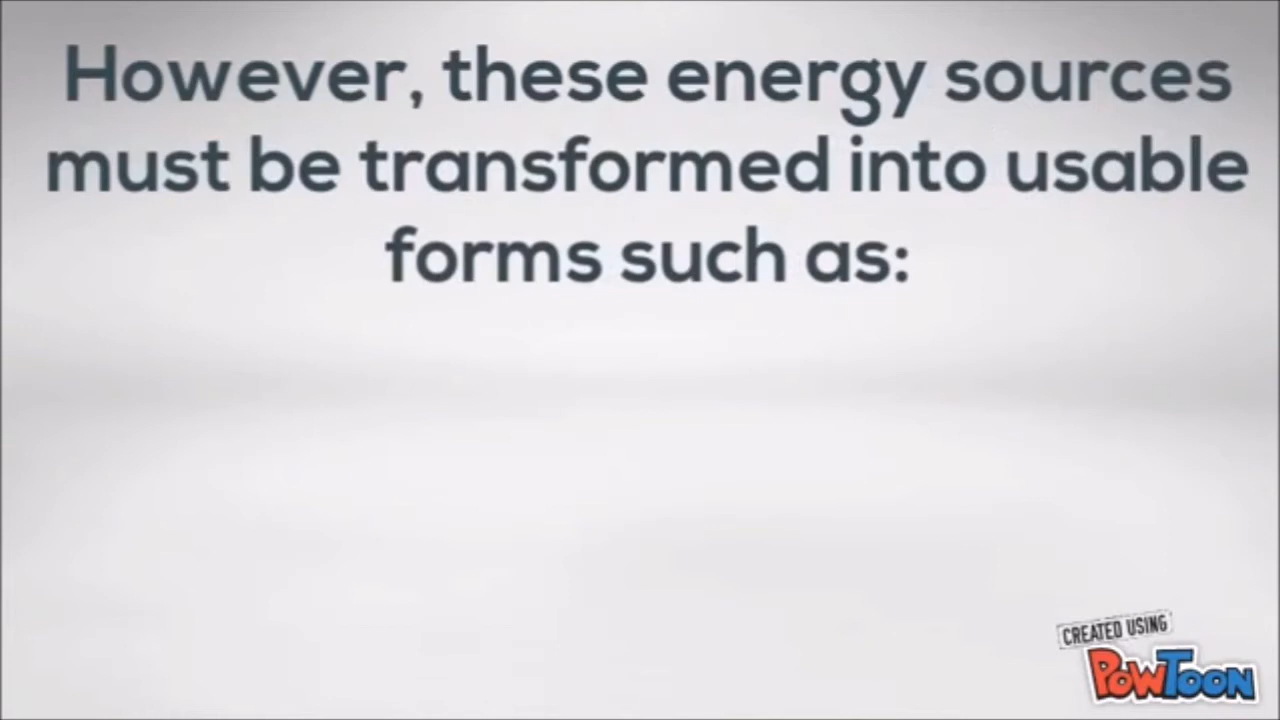 However, these energy sources
must be transformed into usable
forms such as:
CREATED USING
POWTOON